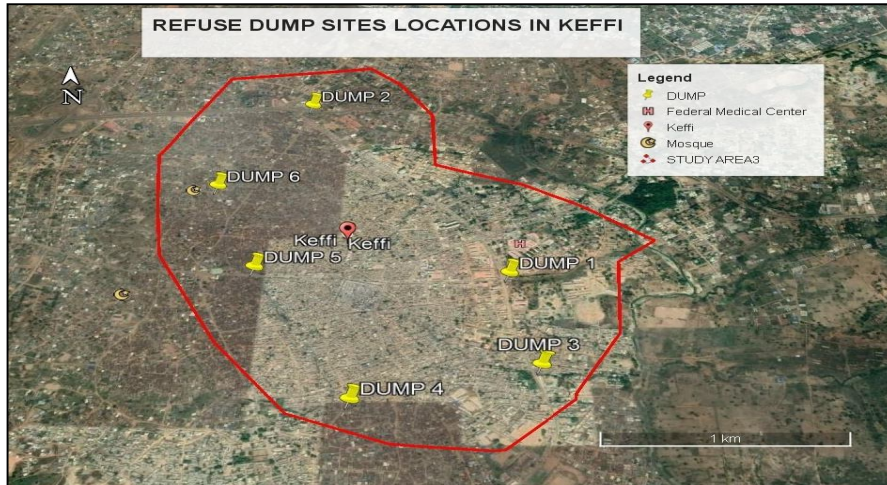 REFUSE DUMP SITES LOCATIONS IN KEFFI
N
Legend
DUMP
Federal Medical Center
Keffi
Mosque
STUDY AREA3
DUMP 2
DUMP 6
Keffi Keffi
DUMP 5
DUMP 1
DUMP 3
DUMP 4
1 km
H